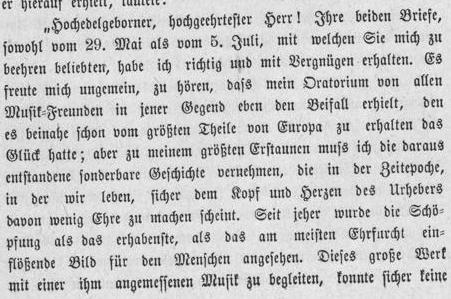 er hierauf erhielt, lautete:
„Hochedelgeborner, hochgeehrtester Herr! Ihre beiden Briefe,
sowohl vom 29. Mai als vom 5. Juli, mit welchen Sie mich zu
beehren beliebten, habe ich richtig und mit Vergnügen erhalten. Es
freute mich ungemein, zu hören, dass mein Oratorium von allen
Musik-Freunden in jener Gegend eben den Beifall erhielt, den
es beinahe schon vom größten Theile von Europa zu erhalten das
Glück hatte; aber zu meinem größten Erstaunen muss ich die daraus
entstandene sonderbare Geschichte vernehmen, die in der Zeitepoche,
in der wir leben, sicher dem Kopf und Herzen des Urhebers
davon wenig Ehre zu machen scheint. Seit jeher wurde die Schö-
pfung als das erhabenste, als das am meisten Ehrfurcht ein-
flößende Bild für den Menschen angesehen. Dieses große Werk
mit einer ihm angemessenen Musik zu begleiten, konnte sicher keine